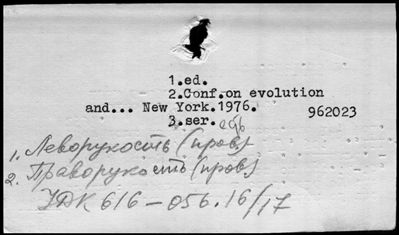 1.ed.
2.Conf.on evolution
and... New York.1976.
962023
3.ser.
1. Леворукость (пров)
2. Праворукость (пров)
УДК 616-056.16/17